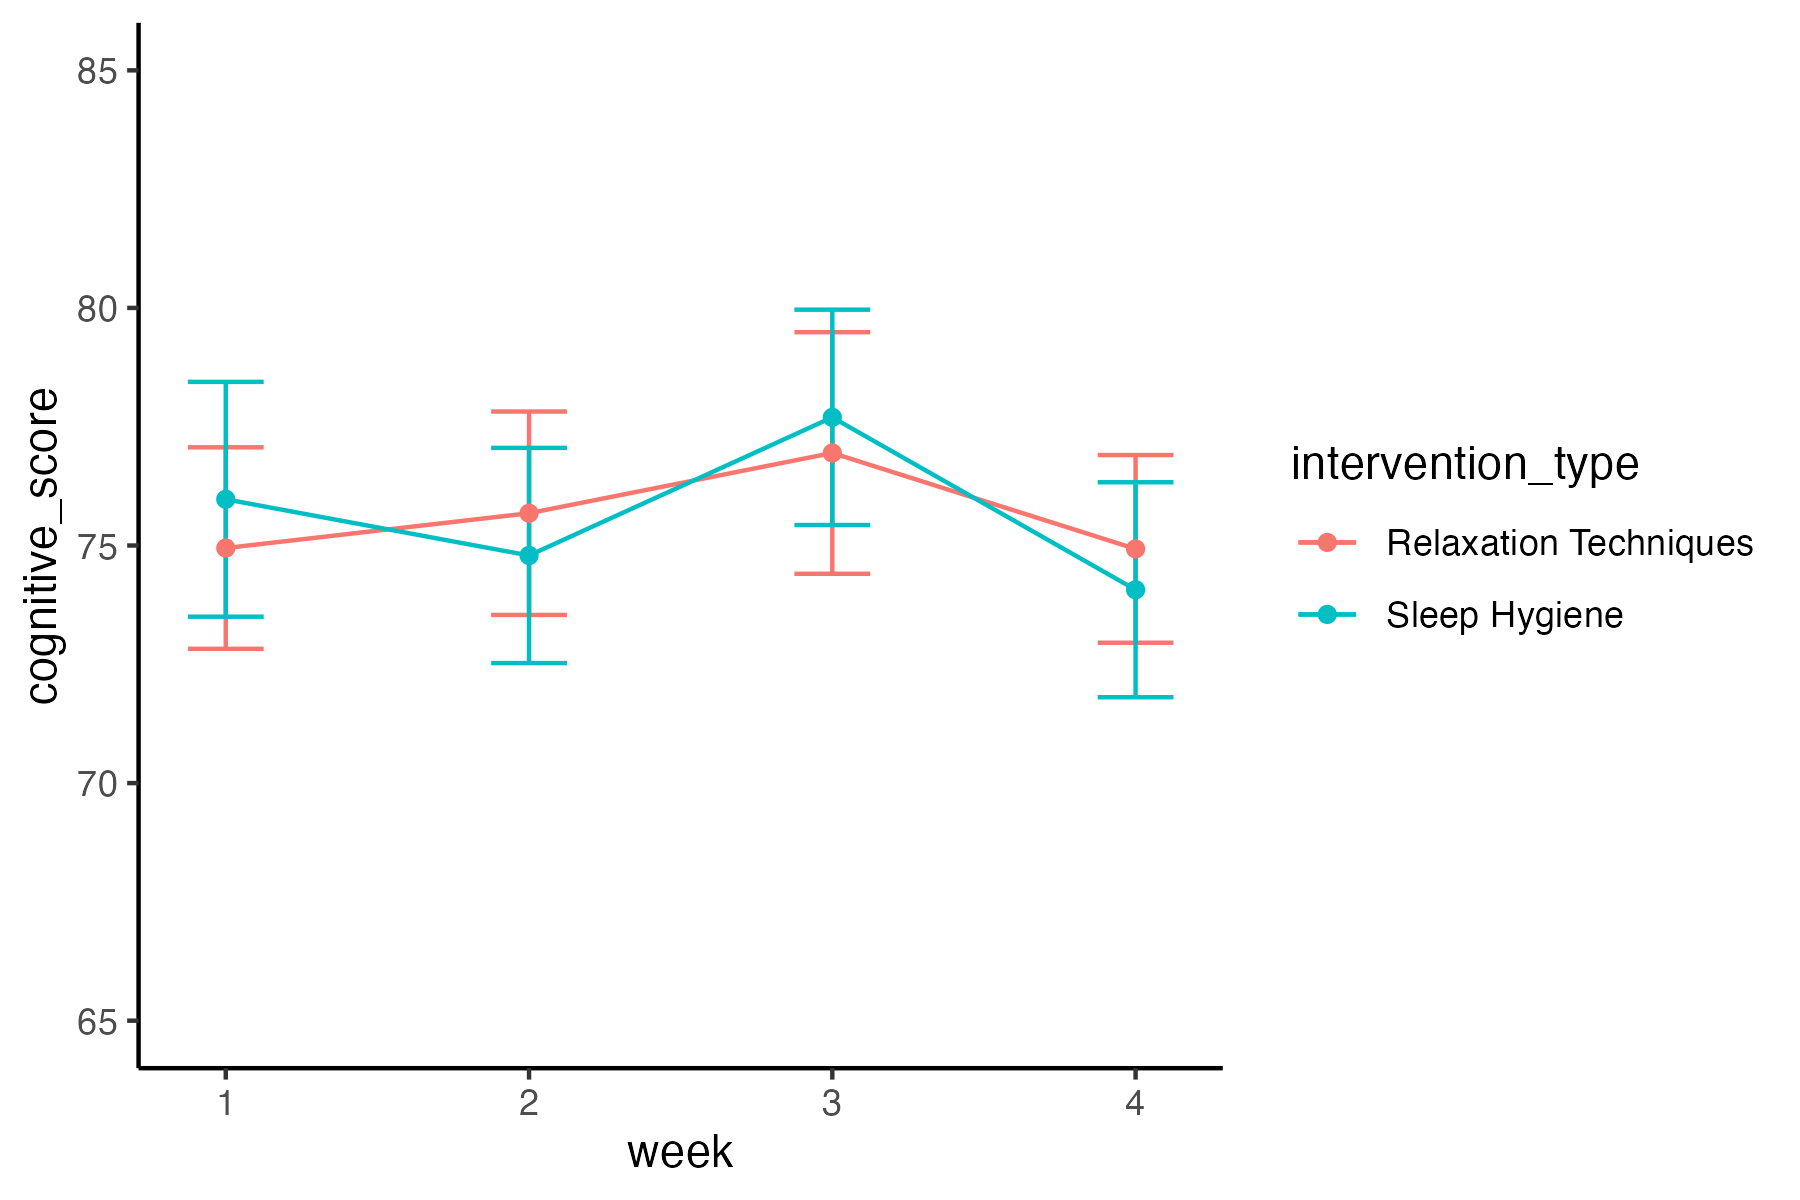 85
80
75
70
65
cognitive_score
1 2 3 4
week
intervention_type
Relaxation Techniques
Sleep Hygiene